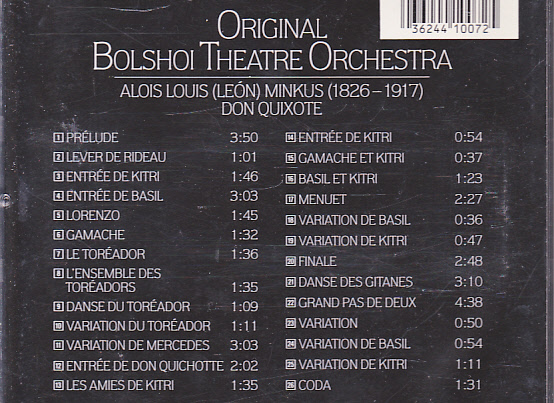 36244 10072
ORIGINAL
BOLSHOI THEATRE ORCHESTRA
ALOIS LOUIS (LEÓN) MINKUS (1826–1917)
DON QUIXOTE
1 PRÉLUDE 3:50
2 LEVER DE RIDEAU 1:01
3 ENTRÉE DE KITRI 1:46
4 ENTRÉE DE BASIL 3:03
5 LORENZO 1:45
6 GAMACHE 1:32
7 LE TORÉADOR 1:36
8 L'ENSEMBLE DES
TORÉADORS 1:35
9 DANSE DU TORÉADOR 1:09
10 VARIATION DU TORÉADOR 1:11
11 VARIATION DE MERCEDES 3:03
12 ENTRÉE DE DON QUICHOTTE 2:02
13 LES AMIES DE KITRI 1:35
14 ENTRÉE DE KITRI 0:54
15 GAMACHE ET KITRI 0:37
16 BASIL ET KITRI 1:23
17 MENUET 2:27
18 VARIATION DE BASIL 0:36
19 VARIATION DE KITRI 0:47
20 FINALE 2:48
21 DANSE DES GITANES 3:10
22 GRAND PAS DE DEUX 4:38
23 VARIATION 0:50
24 VARIATION DE BASIL 0:54
25 VARIATION DE KITRI 1:11
26 CODA 1:31